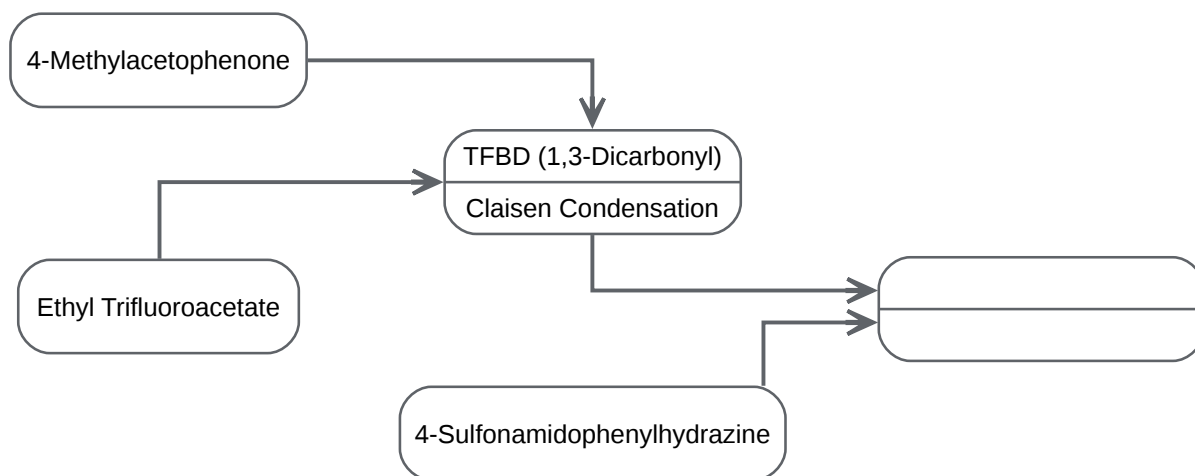 4-Methylacetophenone
TFBD (1,3-Dicarbonyl)
Claisen Condensation
Ethyl Trifluoroacetate
4-Sulfonamidophenylhydrazine